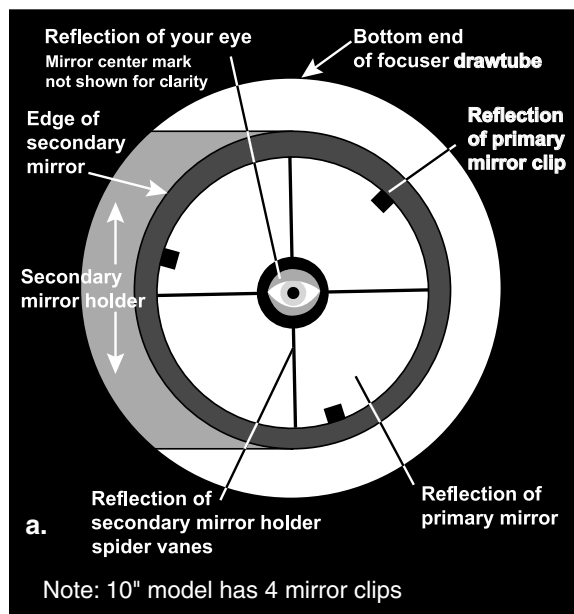 Reflection of your eye
Mirror center mark
not shown for clarity
Bottom end
of focuser drawtube
Edge of
secondary
mirror
Reflection
of primary
mirror clip
Secondary
mirror holder
Reflection of
secondary mirror holder
spider vanes
Reflection of
primary mirror
a.
Note: 10" model has 4 mirror clips